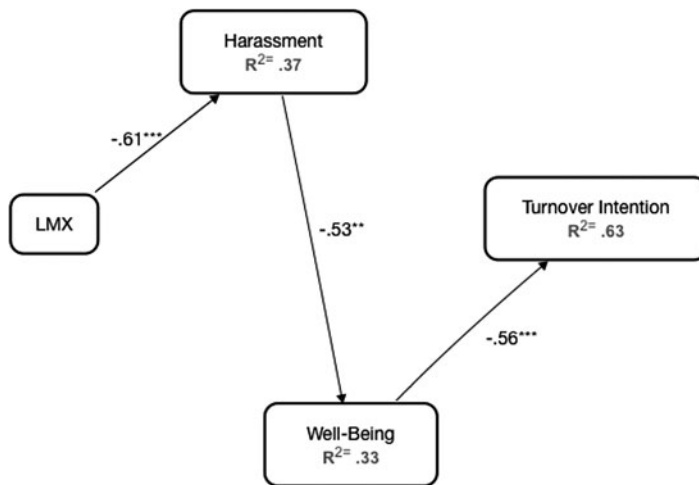 Harassment
R²= .37
-.61***
LMX
Turnover Intention
R²= .63
-.53**
-.56***
Well-Being
R²= .33